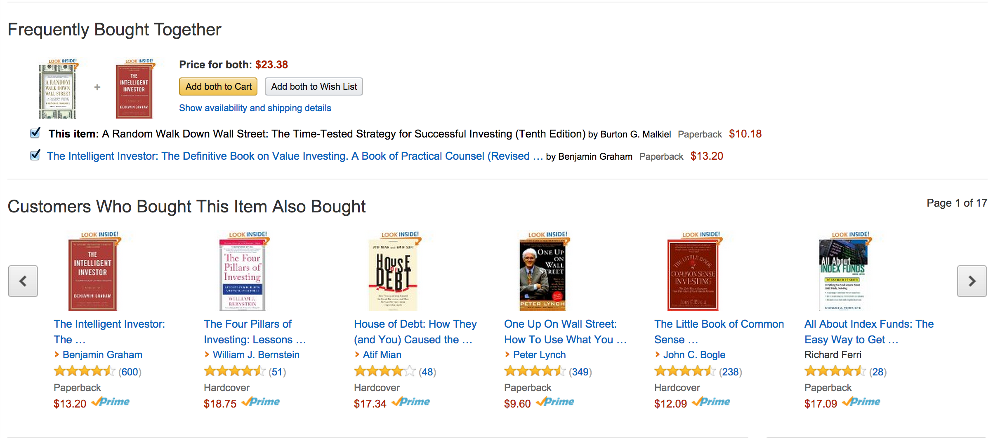 Frequently Bought Together
LOOK INSIDE!
A RANDOM
WALK DOWN
WALL STREET
BURTON G. MALKIEL
+
LOOK INSIDE!
THE
INTELLIGENT
INVESTOR
BENJAMIN GRAHAM
Price for both: $23.38
Add both to Cart
Add both to Wish List
Show availability and shipping details
This item: A Random Walk Down Wall Street: The Time-Tested Strategy for Successful Investing (Tenth Edition) by Burton G. Malkiel Paperback $10.18
The Intelligent Investor: The Definitive Book on Value Investing. A Book of Practical Counsel (Revised … by Benjamin Graham Paperback $13.20
Customers Who Bought This Item Also Bought
Page 1 of 17
LOOK INSIDE!
THE
INTELLIGENT
INVESTOR
BENJAMIN GRAHAM
The Intelligent Investor:
The …
Benjamin Graham
(600)
Paperback
$13.20 Prime
LOOK INSIDE!
The Four
Pillars of
Investing
WILLIAM J.
BERNSTEIN
The Four Pillars of
Investing: Lessons …
William J. Bernstein
(51)
Hardcover
$18.75 Prime
LOOK INSIDE!
ATIF MIAN AND AMIR SUFI
HOUSE
OF
DEBT
House of Debt: How They
(and You) Caused the …
Atif Mian
(48)
Hardcover
$17.34 Prime
LOOK INSIDE!
ONE UP
ON
WALL
STREET
PETER LYNCH
One Up On Wall Street:
How To Use What You …
Peter Lynch
(349)
Paperback
$9.60 Prime
LOOK INSIDE!
THE LITTLE BOOK
OF
COMMON SENSE
INVESTING
John C. Bogle
The Little Book of Common
Sense …
John C. Bogle
(238)
Hardcover
$12.09 Prime
LOOK INSIDE!
All About
INDEX FUNDS
All About Index Funds: The
Easy Way to Get …
Richard Ferri
(28)
Paperback
$17.09 Prime